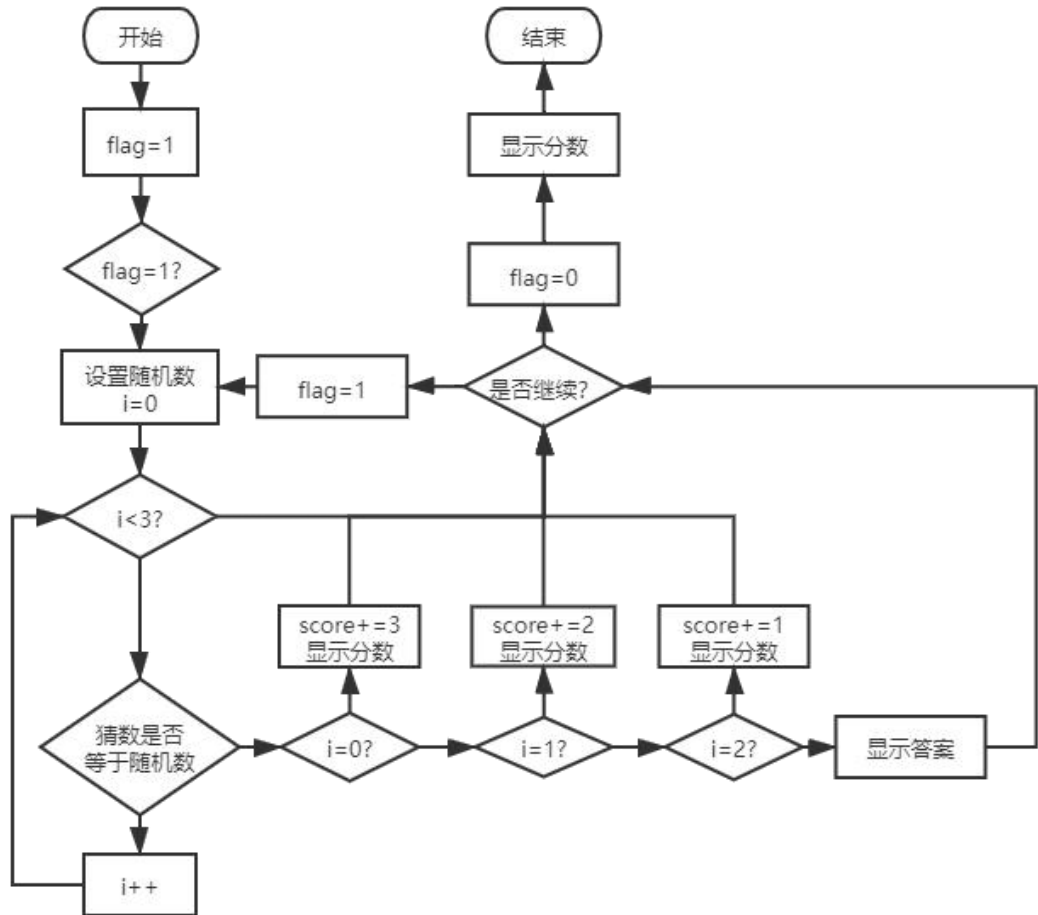 开始
结束
flag=1
显示分数
flag=1?
flag=0
设置随机数
i=0
flag=1
是否继续?
i<3?
score+=3
显示分数
score+=2
显示分数
score+=1
显示分数
猜数是否
等于随机数
i=0?
i=1?
i=2?
显示答案
i++